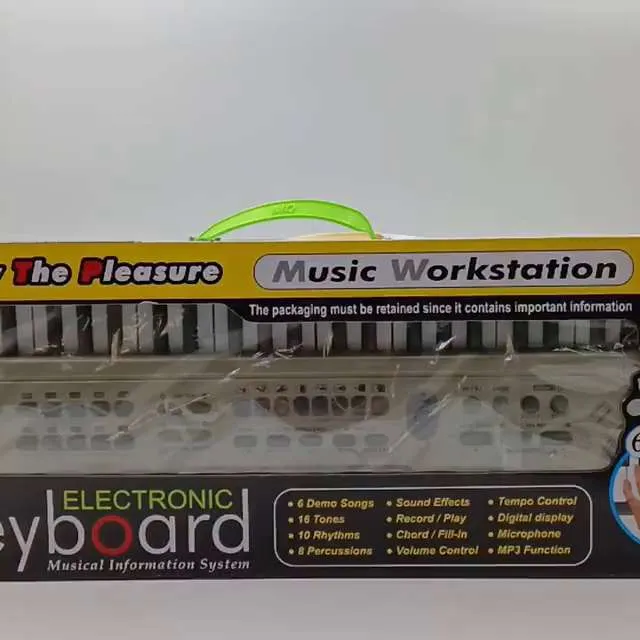 y The Pleasure
Music Workstation
The packaging must be retained since it contains important information
ELECTRONIC
eyboard
Musical Information System
• 6 Demo Songs
• 16 Tones
• 10 Rhythms
• 8 Percussions
• Sound Effects
• Record / Play
• Chord / Fill-In
• Volume Control
• Tempo Control
• Digital display
• Microphone
• MP3 Function
6